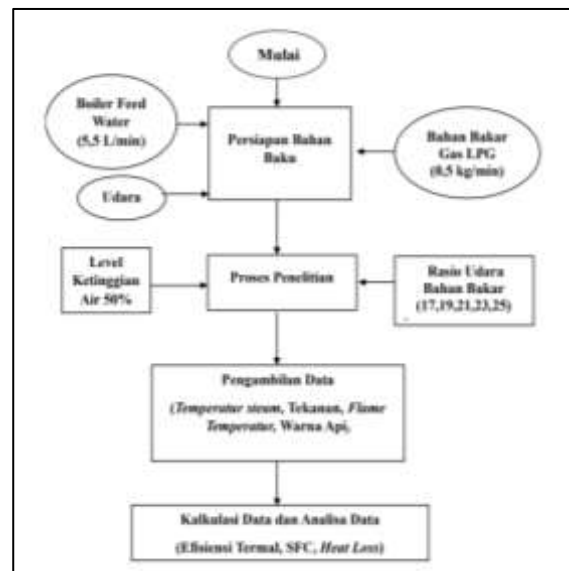 Mulai
Boiler Feed
Water
(5,5 L/min)
Persiapan Bahan
Baku
Bahan Bakar
Gas LPG
(0,5 kg/min)
Udara
Level
Ketinggian
Air 50%
Proses Penelitian
Rasio Udara
Bahan Bakar
(17,19,21,23,25)
Pengambilan Data
(Temperatur steam, Tekanan, Flame
Temperatur, Warna Api,
Kalkulasi Data dan Analisa Data
(Efisiensi Termal, SFC, Heat Loss)